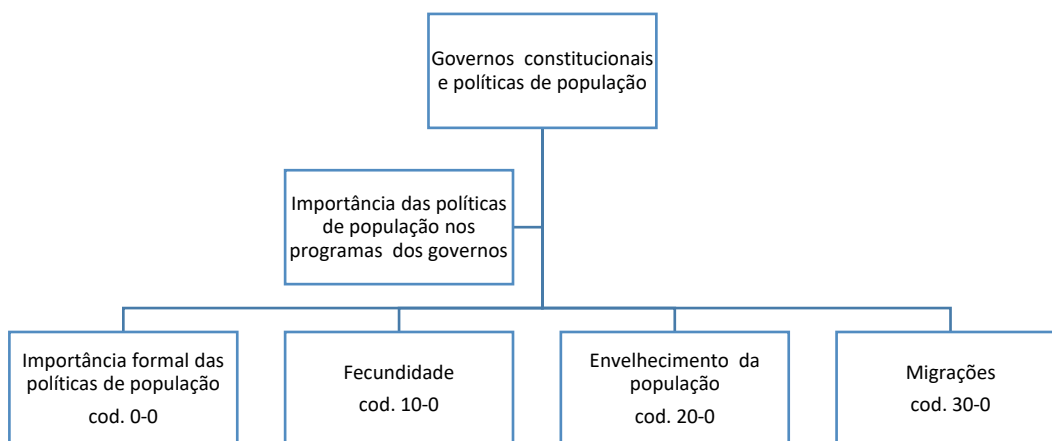 Governos constitucionais
e políticas de população
Importância das políticas
de população nos
programas dos governos
Importância formal das
políticas de população
cod. 0-0
Fecundidade
cod. 10-0
Envelhecimento da
população
cod. 20-0
Migrações
cod. 30-0